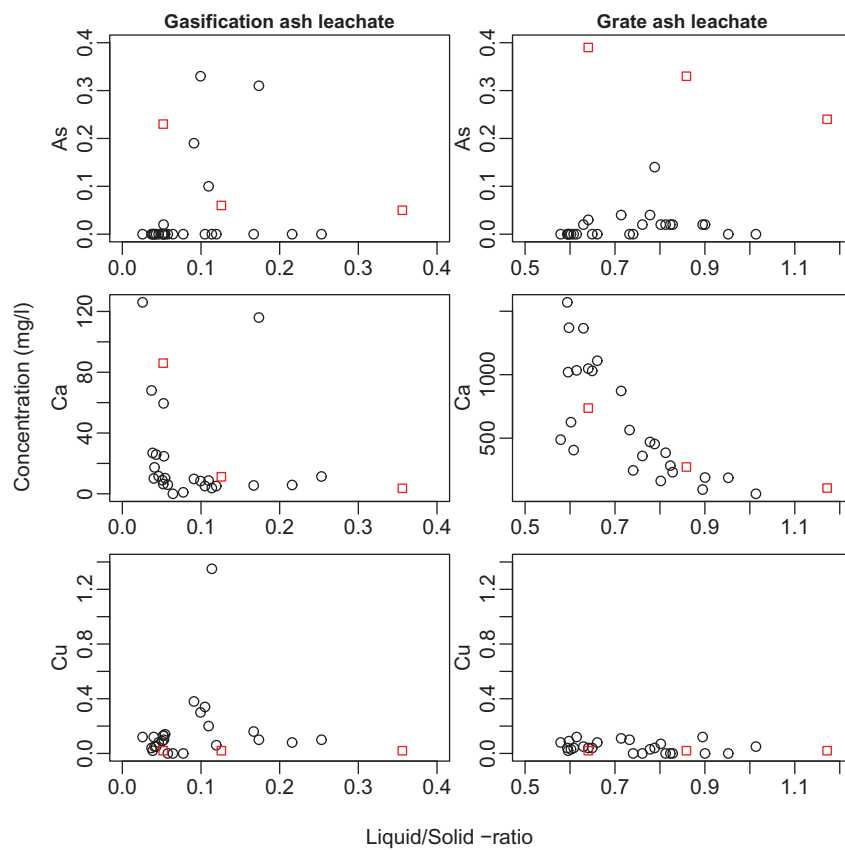 Gasification ash leachate
Grate ash leachate
As
0.0 0.1 0.2 0.3 0.4
0.0 0.1 0.2 0.3 0.4
As
0.0 0.1 0.2 0.3 0.4
0.5 0.7 0.9 1.1
Concentration (mg/l)
Ca
0 40 80 120
0.0 0.1 0.2 0.3 0.4
Ca
500 1000
0.5 0.7 0.9 1.1
Cu
0.0 0.4 0.8 1.2
0.0 0.1 0.2 0.3 0.4
Cu
0.0 0.4 0.8 1.2
0.5 0.7 0.9 1.1
Liquid/Solid −ratio